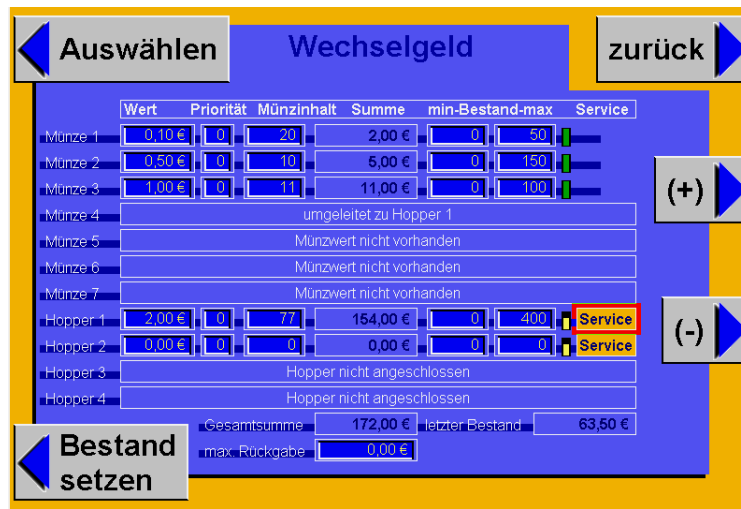 Auswählen Wechselgeld zurück
Wert Priorität Münzinhalt Summe min-Bestand-max Service
Münze 1 0,10 € 0 20 2,00 € 0 50
Münze 2 0,50 € 0 10 5,00 € 0 150
Münze 3 1,00 € 0 11 11,00 € 0 100
(+)
Münze 4 umgeleitet zu Hopper 1
Münze 5 Münzwert nicht vorhanden
Münze 6 Münzwert nicht vorhanden
Münze 7 Münzwert nicht vorhanden
Hopper 1 2,00 € 0 77 154,00 € 0 400 Service
(-)
Hopper 2 0,00 € 0 0 0,00 € 0 0 Service
Hopper 3 Hopper nicht angeschlossen
Hopper 4 Hopper nicht angeschlossen
Gesamtsumme 172,00 € letzter Bestand 63,50 €
Bestand
max. Rückgabe 0,00 €
setzen